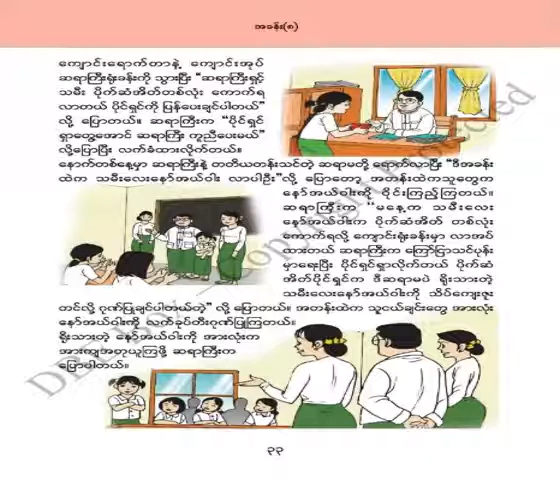 အခန်း(၈)
ကျောင်းရောက်တာနဲ့ ကျောင်းအုပ်
ဆရာကြီးရုံးခန်းကို သွားပြီး “ဆရာကြီးရှင့်
သမီး ပိုက်ဆံအိတ်တစ်လုံး ကောက်ရ
လာတယ် ပိုင်ရှင်ကို ပြန်ပေးချင်ပါတယ်”
လို့ ပြောတယ်။ ဆရာကြီးက “ပိုင်ရှင်
ရှာတွေ့အောင် ဆရာကြီး ကူညီပေးမယ်”
လို့ပြောပြီး လက်ခံထားလိုက်တယ်။
နောက်တစ်နေ့မှာ ဆရာကြီးနဲ့ တတိယတန်းသင်တဲ့ ဆရာမတို့ ရောက်လာပြီး “ဒီအခန်း
ထဲက သမီးလေးနော်အယ်ဝါး လာပါဦး”လို့ ပြောတော့ အတန်းထဲကသူတွေက
နော်အယ်ဝါးကို ဝိုင်းကြည့်ကြတယ်။
ဆရာကြီးက “မနေ့က သမီးလေး
နော်အယ်ဝါးက ပိုက်ဆံအိတ် တစ်လုံး
ကောက်ရလို့ ကျောင်းရုံးခန်းမှာ လာအပ်
ထားတယ် ဆရာကြီးက ကြော်ငြာသင်ပုန်း
မှာရေးပြီး ပိုင်ရှင်ရှာလိုက်တယ် ပိုက်ဆံ
အိတ်ပိုင်ရှင်က ဒီဆရာမပဲ ရိုးသားတဲ့
သမီးလေးနော်အယ်ဝါးကို သိပ်ကျေးဇူး
တင်လို့ ဂုဏ်ပြုချင်ပါတယ်တဲ့” လို့ ပြောတယ်။ အတန်းထဲက သူငယ်ချင်းတွေ အားလုံး
နော်အယ်ဝါးကို လက်ခုပ်တီးဂုဏ်ပြုကြတယ်။
ရိုးသားတဲ့ နော်အယ်ဝါးကို အားလုံးက
အားကျအတုယူကြဖို့ ဆရာကြီးက
ပြောပါတယ်။
၃၃